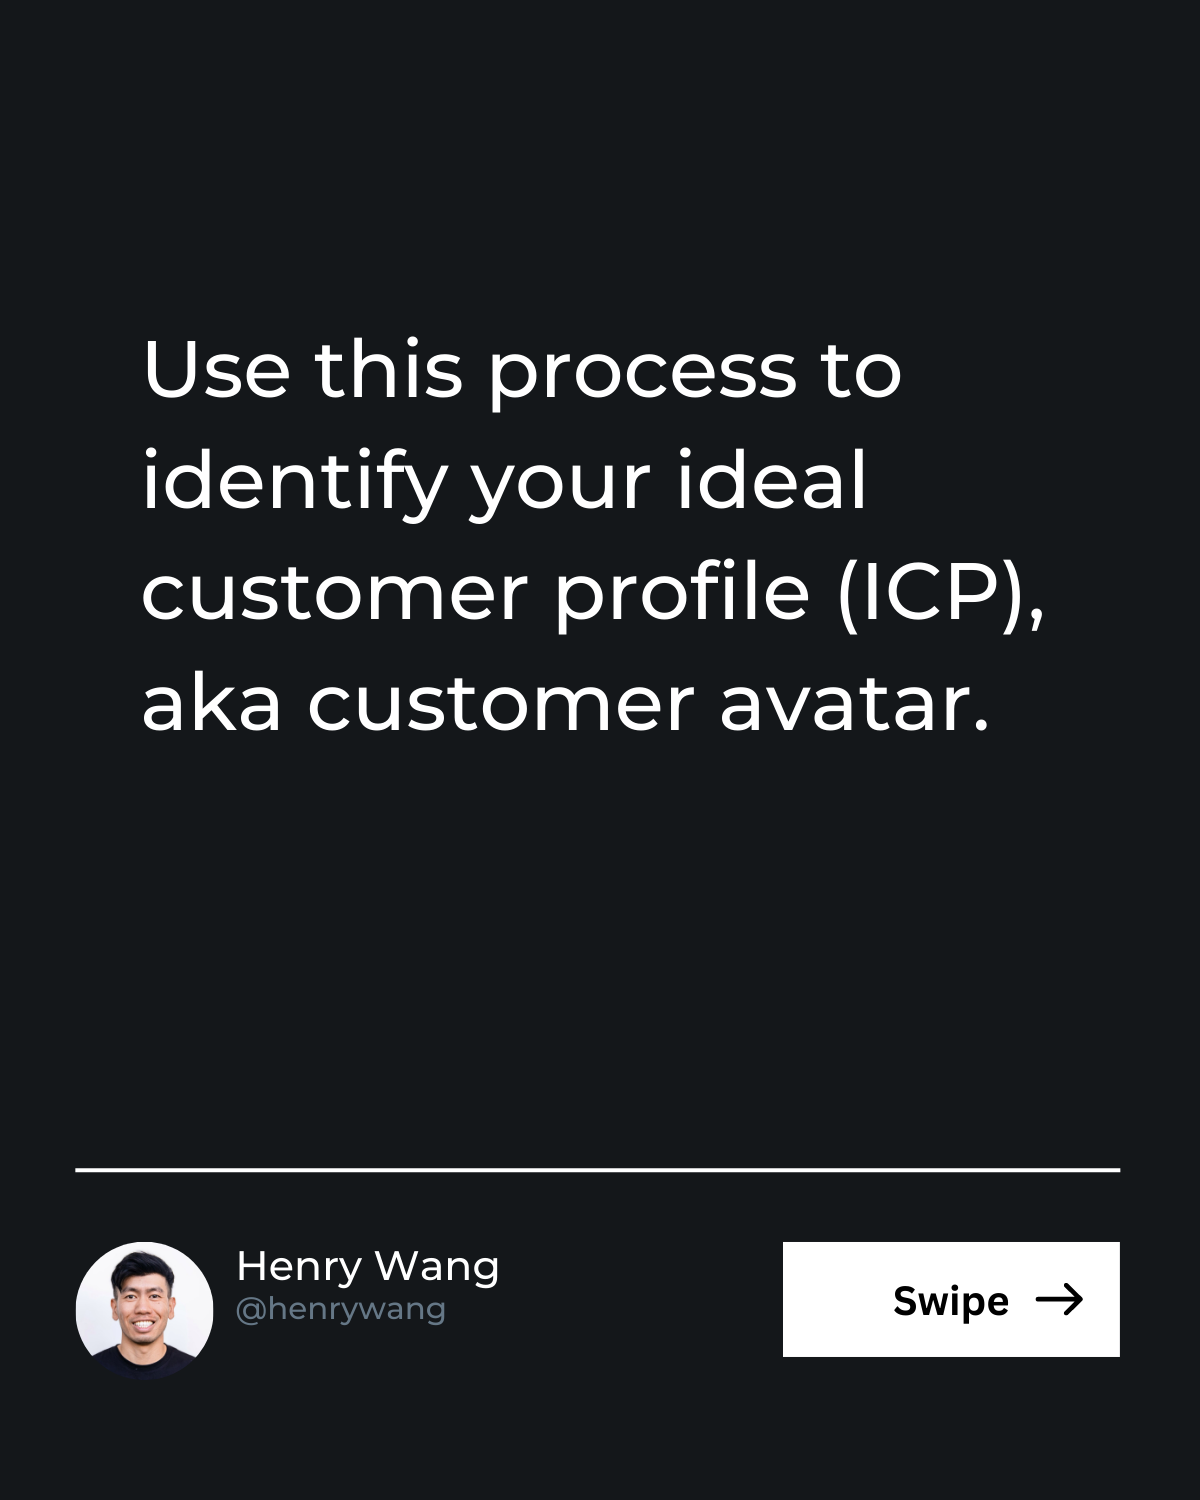 Use this process to
identify your ideal
customer profile (ICP),
aka customer avatar.
Henry Wang
@henrywang
Swipe →